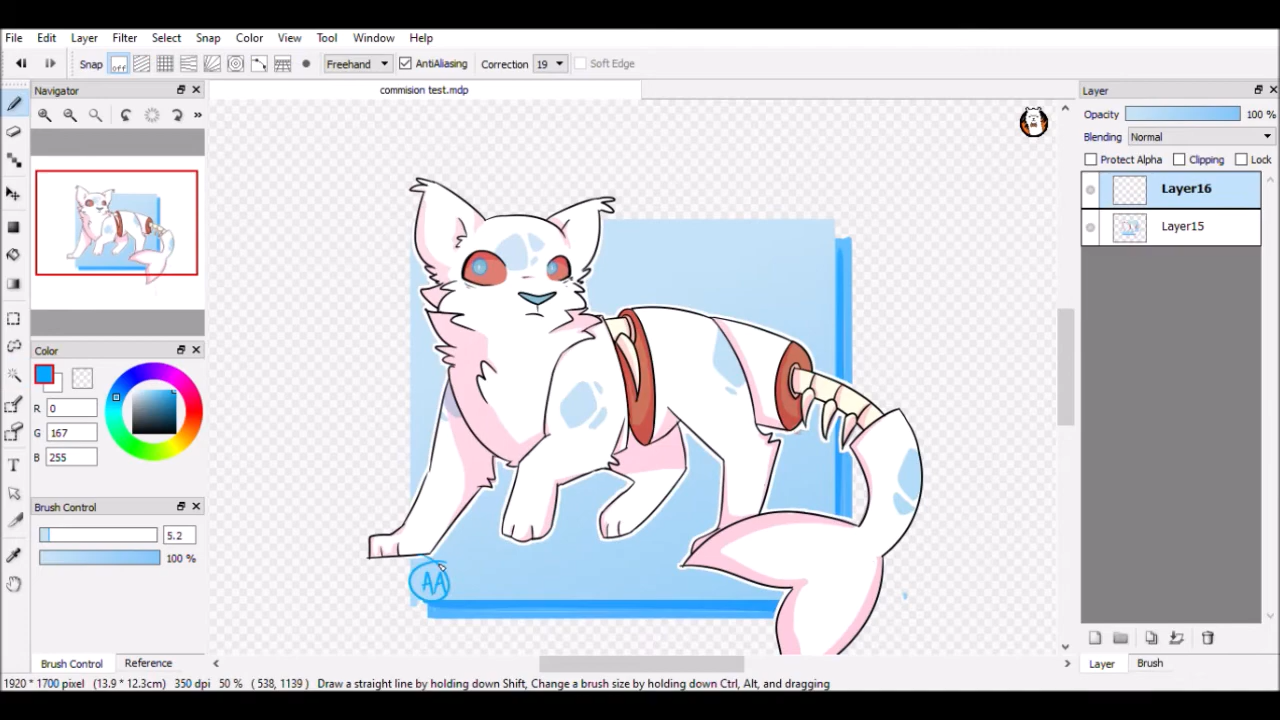 File Edit Layer Filter Select Snap Color View Tool Window Help
Snap off Freehand AntiAliasing Correction 19 Soft Edge
Navigator
commision test.mdp
Layer
Opacity 100 %
Blending Normal
Protect Alpha Clipping Lock
Layer16
Layer15
Color
R 0
G 167
B 255
Brush Control
5.2
100 %
AA
Brush Control Reference
Layer Brush
1920 * 1700 pixel (13.9 * 12.3cm) 350 dpi 50 % ( 538, 1139 ) Draw a straight line by holding down Shift, Change a brush size by holding down Ctrl, Alt, and dragging